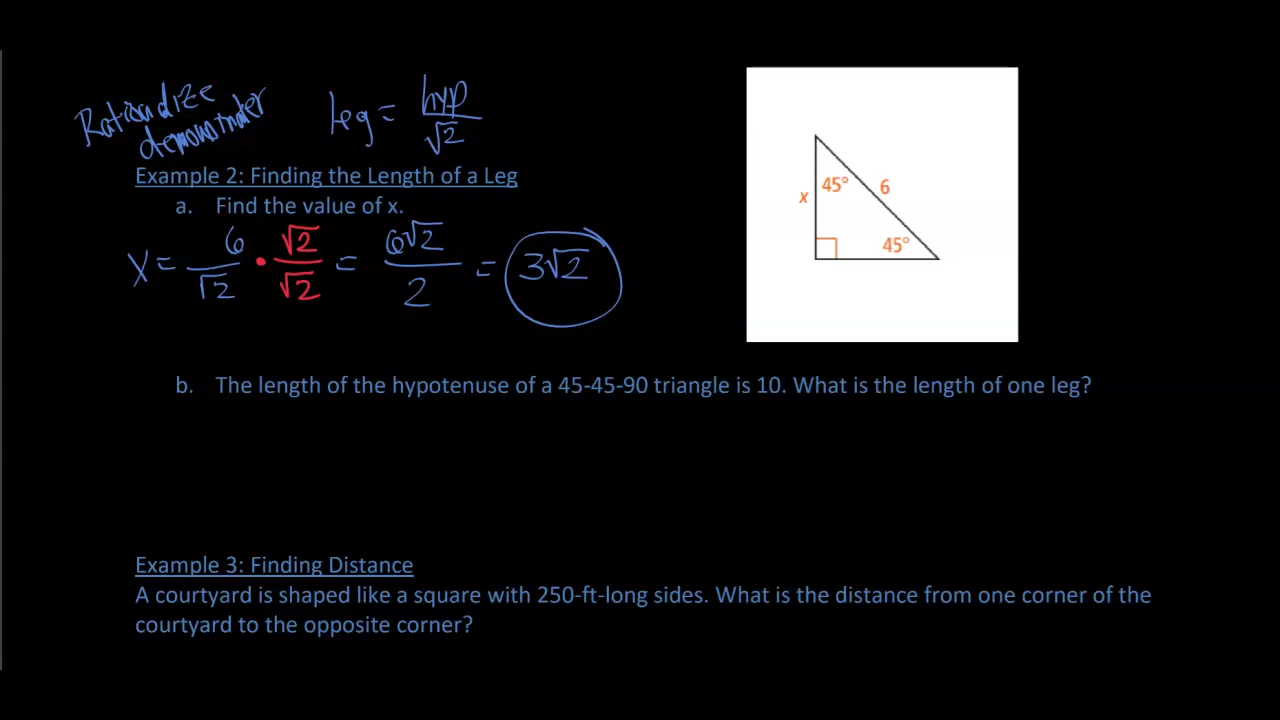 Rationalize
demonstrater
leg = hyp/√2
Example 2: Finding the Length of a Leg
a. Find the value of x.
x = 6/√2 • √2/√2 = 6√2/2 = 3√2
45° 6
x
45°
b. The length of the hypotenuse of a 45-45-90 triangle is 10. What is the length of one leg?
Example 3: Finding Distance
A courtyard is shaped like a square with 250-ft-long sides. What is the distance from one corner of the
courtyard to the opposite corner?